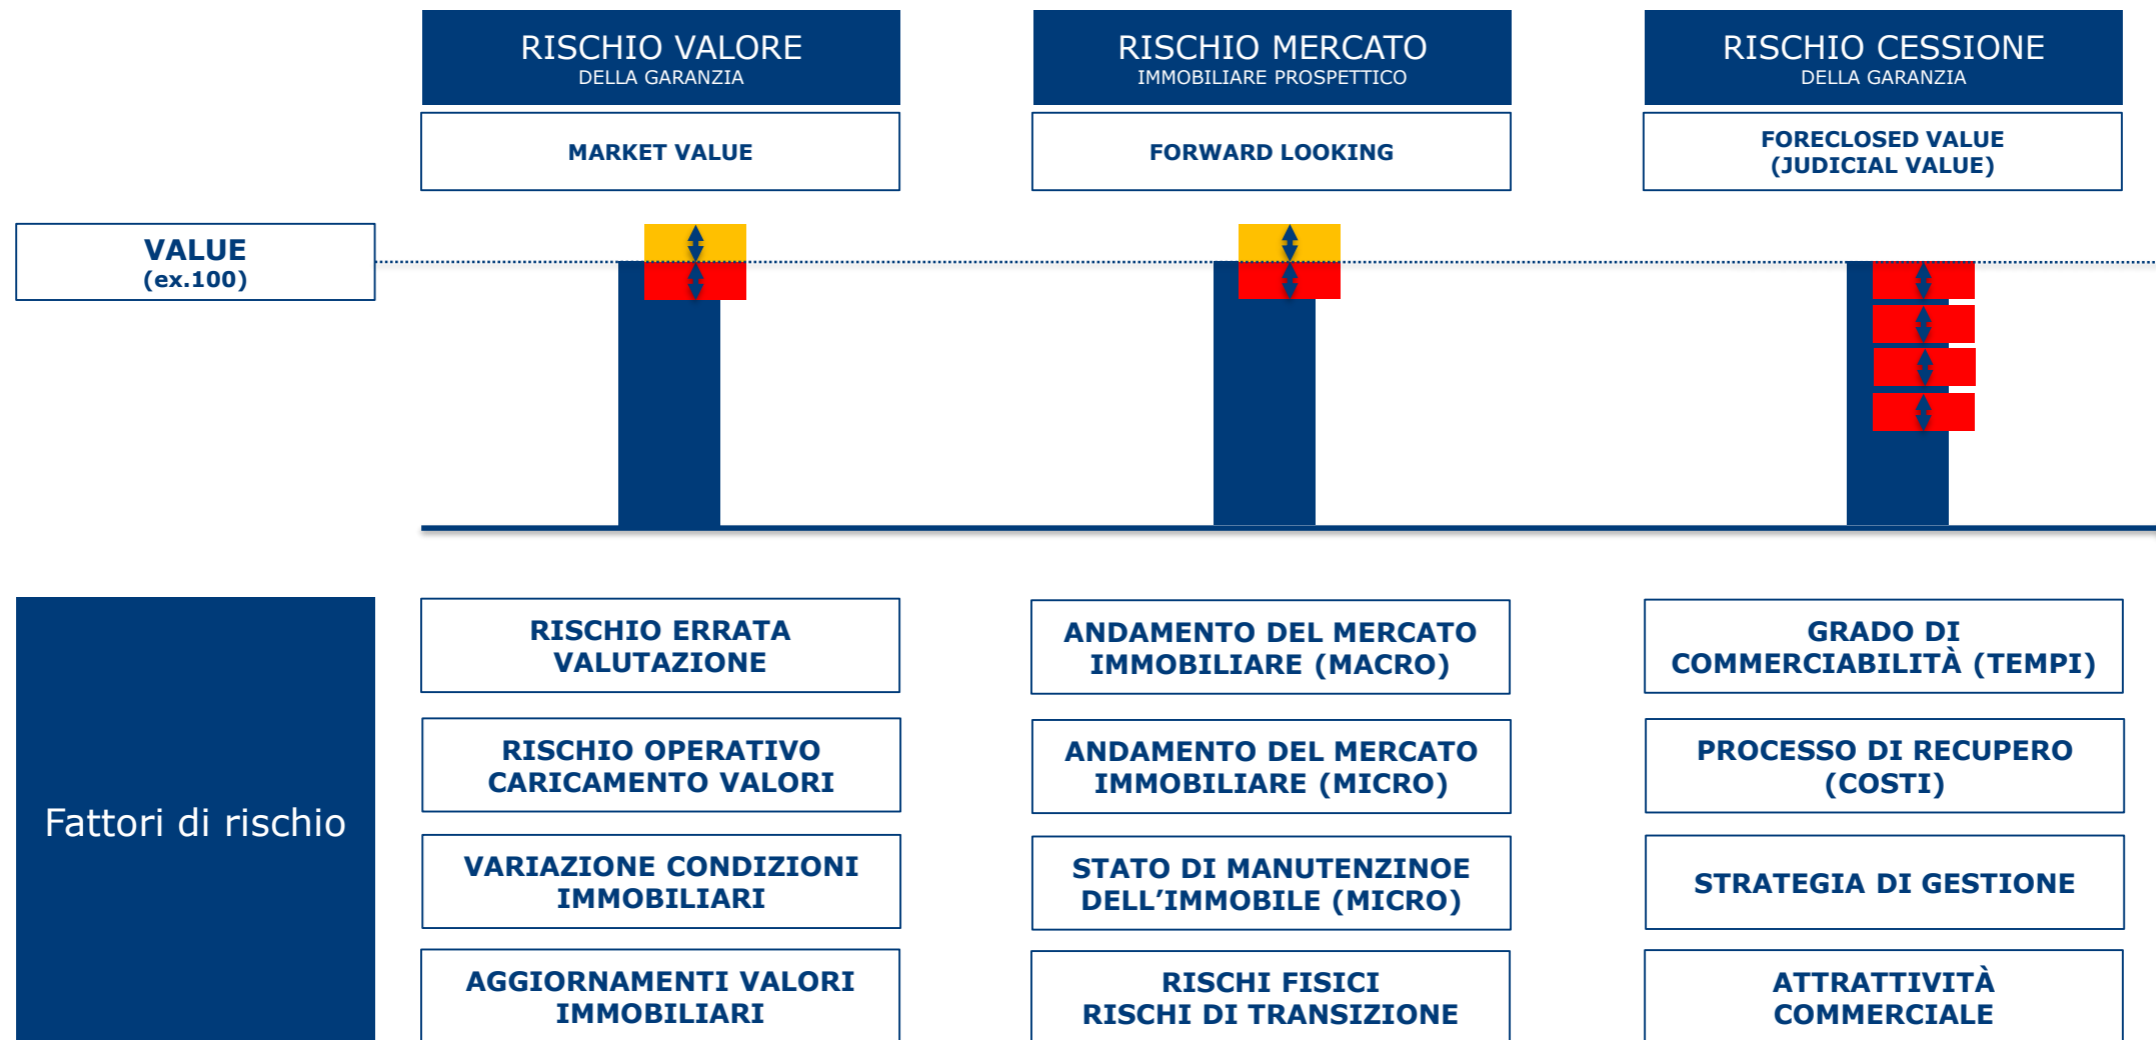 RISCHIO VALORE
DELLA GARANZIA
RISCHIO MERCATO
IMMOBILIARE PROSPETTICO
RISCHIO CESSIONE
DELLA GARANZIA
MARKET VALUE
FORWARD LOOKING
FORECLOSED VALUE
(JUDICIAL VALUE)
VALUE
(ex.100)
Fattori di rischio
RISCHIO ERRATA
VALUTAZIONE
RISCHIO OPERATIVO
CARICAMENTO VALORI
VARIAZIONE CONDIZIONI
IMMOBILIARI
AGGIORNAMENTI VALORI
IMMOBILIARI
ANDAMENTO DEL MERCATO
IMMOBILIARE (MACRO)
ANDAMENTO DEL MERCATO
IMMOBILIARE (MICRO)
STATO DI MANUTENZINOE
DELL’IMMOBILE (MICRO)
RISCHI FISICI
RISCHI DI TRANSIZIONE
GRADO DI
COMMERCIABILITÀ (TEMPI)
PROCESSO DI RECUPERO
(COSTI)
STRATEGIA DI GESTIONE
ATTRATTIVITÀ
COMMERCIALE